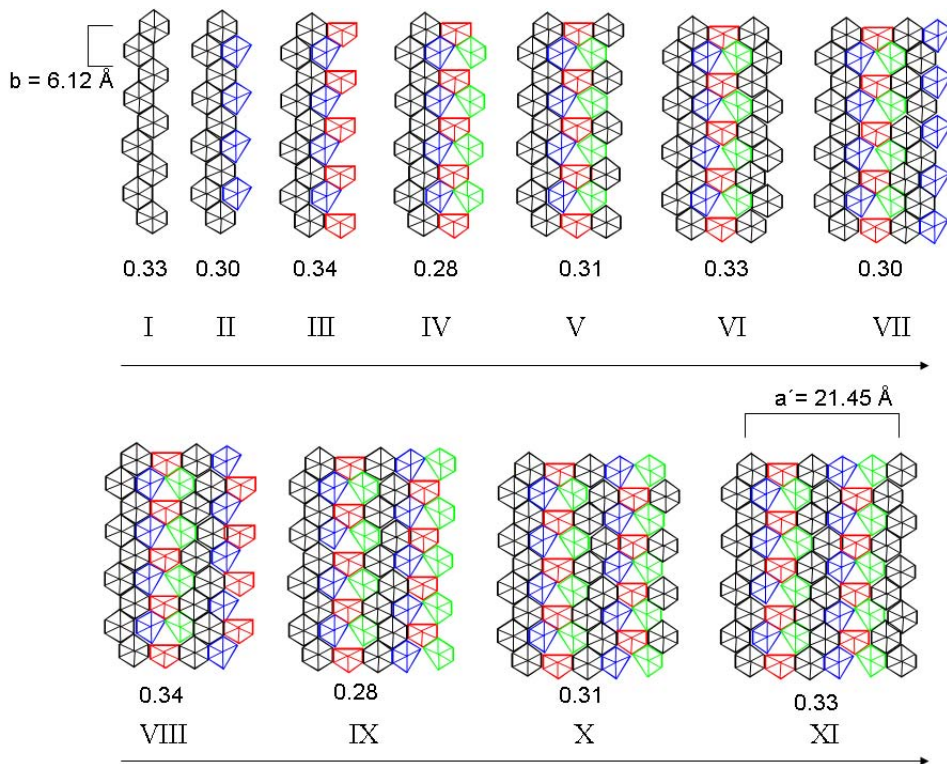 b = 6.12 Å
0.33 0.30 0.34 0.28 0.31 0.33 0.30
I II III IV V VI VII
a´= 21.45 Å
0.34 0.28 0.31 0.33
VIII IX X XI